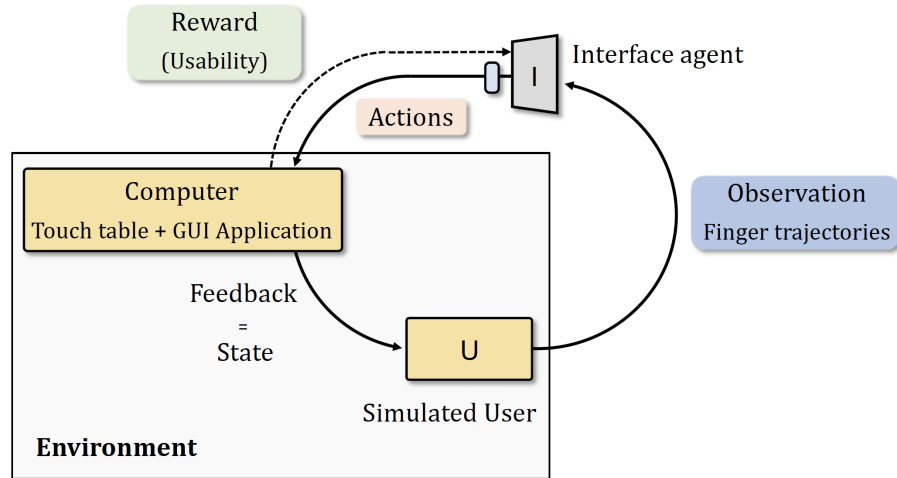 Reward
(Usability)
I
Interface agent
Actions
Computer
Touch table + GUI Application
Observation
Finger trajectories
Feedback
=
State
U
Simulated User
Environment